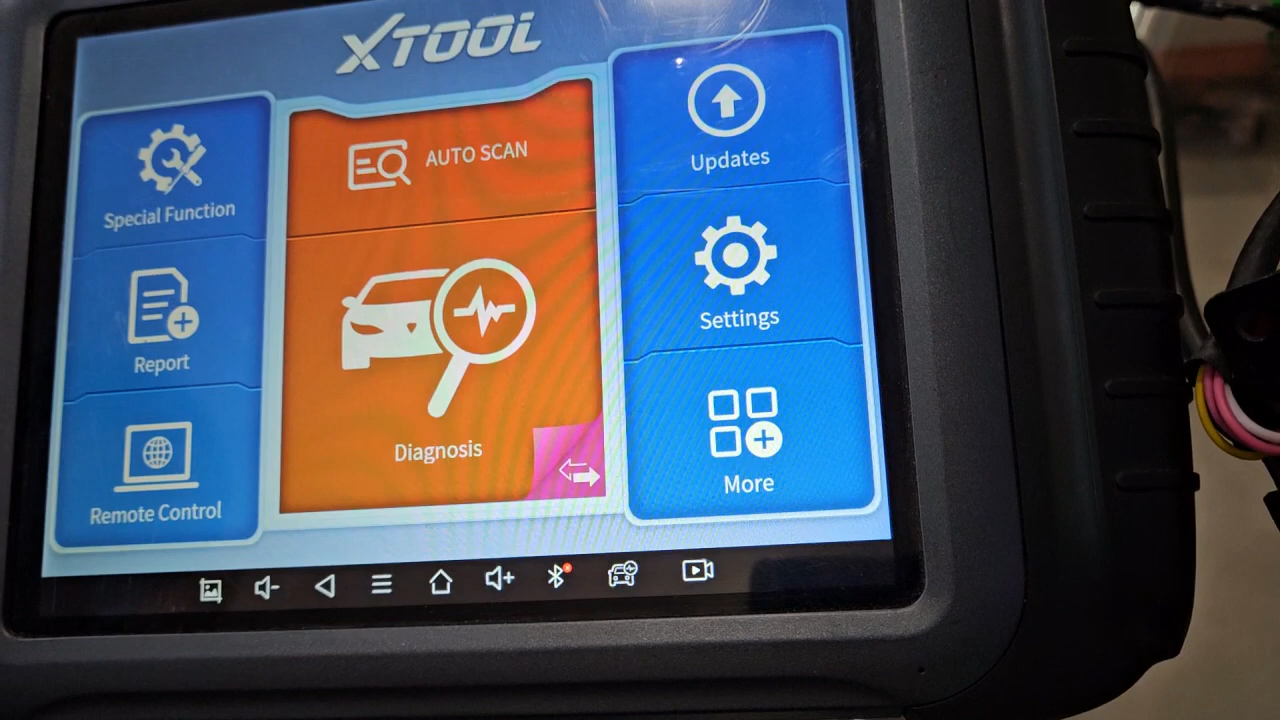 XTOOL
Special Function
Report
Remote Control
AUTO SCAN
Diagnosis
Updates
Settings
More